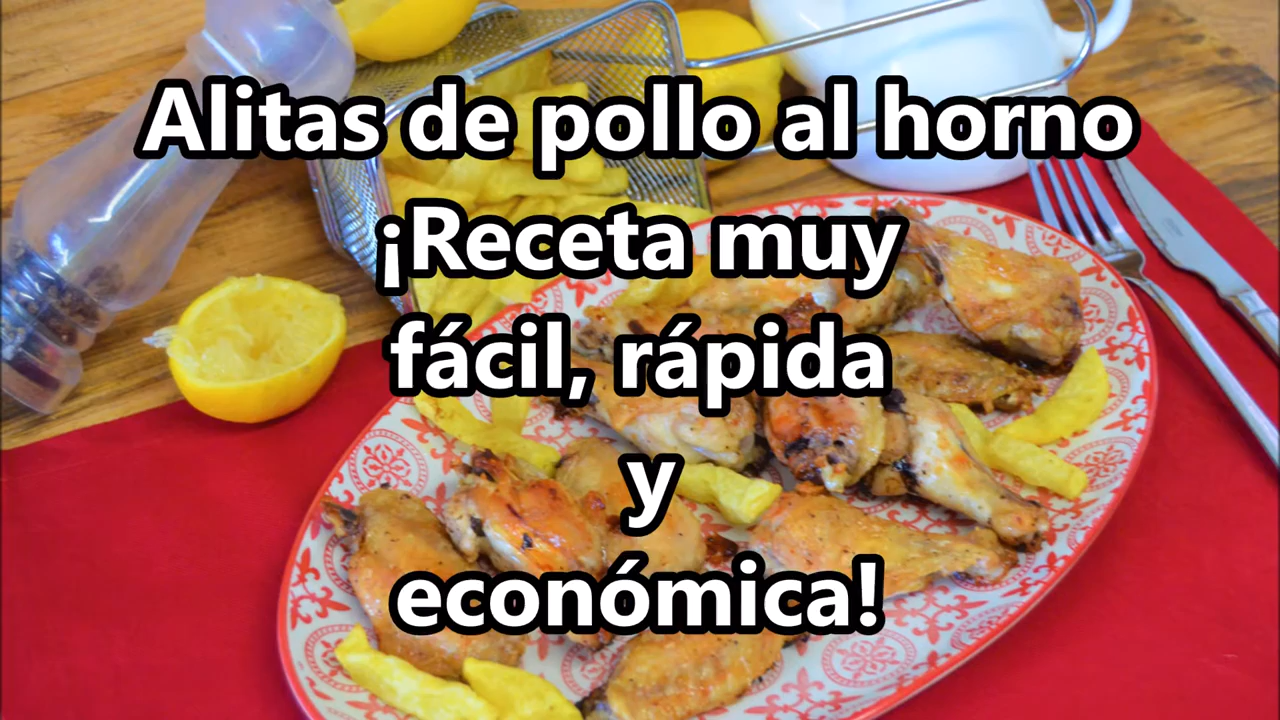 Alitas de pollo al horno
¡Receta muy
fácil, rápida
y
económica!